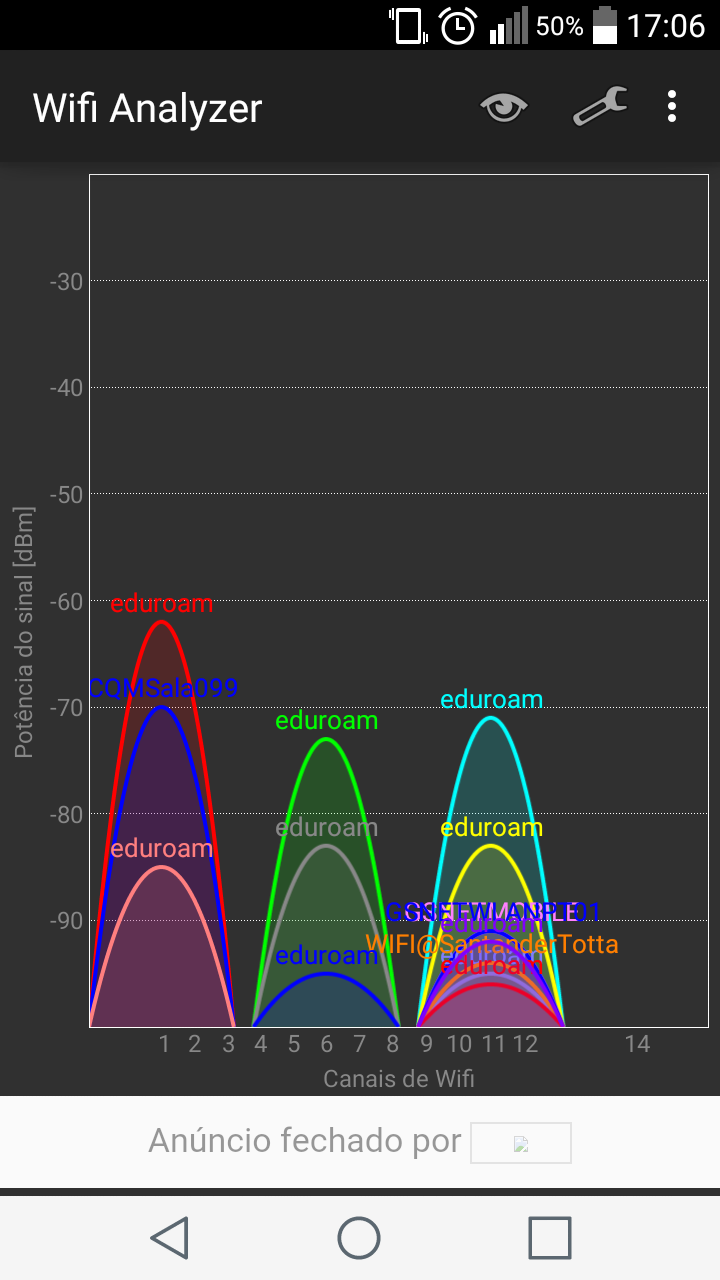 50% 17:06
Wifi Analyzer
Potência do sinal [dBm]
-30
-40
-50
-60
-70
-80
-90
eduroam
CQMSala099
eduroam
eduroam
eduroam
eduroam
eduroam
eduroam
GSNETWLANPT01
eduroam
WIFI@SantanderTotta
eduroam
1 2 3 4 5 6 7 8 9 10 11 12 14
Canais de Wifi
Anúncio fechado por